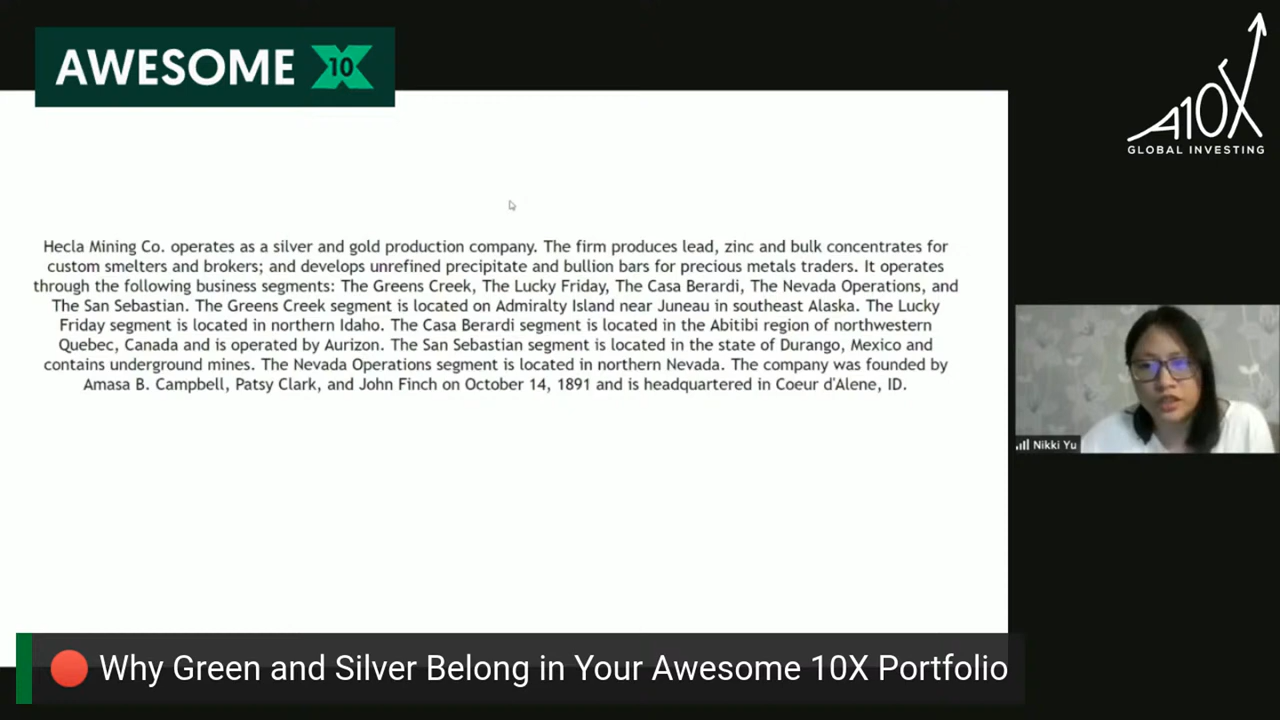 AWESOME 10
A10X
GLOBAL INVESTING
Hecla Mining Co. operates as a silver and gold production company. The firm produces lead, zinc and bulk concentrates for
custom smelters and brokers; and develops unrefined precipitate and bullion bars for precious metals traders. It operates
through the following business segments: The Greens Creek, The Lucky Friday, The Casa Berardi, The Nevada Operations, and
The San Sebastian. The Greens Creek segment is located on Admiralty Island near Juneau in southeast Alaska. The Lucky
Friday segment is located in northern Idaho. The Casa Berardi segment is located in the Abitibi region of northwestern
Quebec, Canada and is operated by Aurizon. The San Sebastian segment is located in the state of Durango, Mexico and
contains underground mines. The Nevada Operations segment is located in northern Nevada. The company was founded by
Amasa B. Campbell, Patsy Clark, and John Finch on October 14, 1891 and is headquartered in Coeur d'Alene, ID.
Nikki Yu
Why Green and Silver Belong in Your Awesome 10X Portfolio